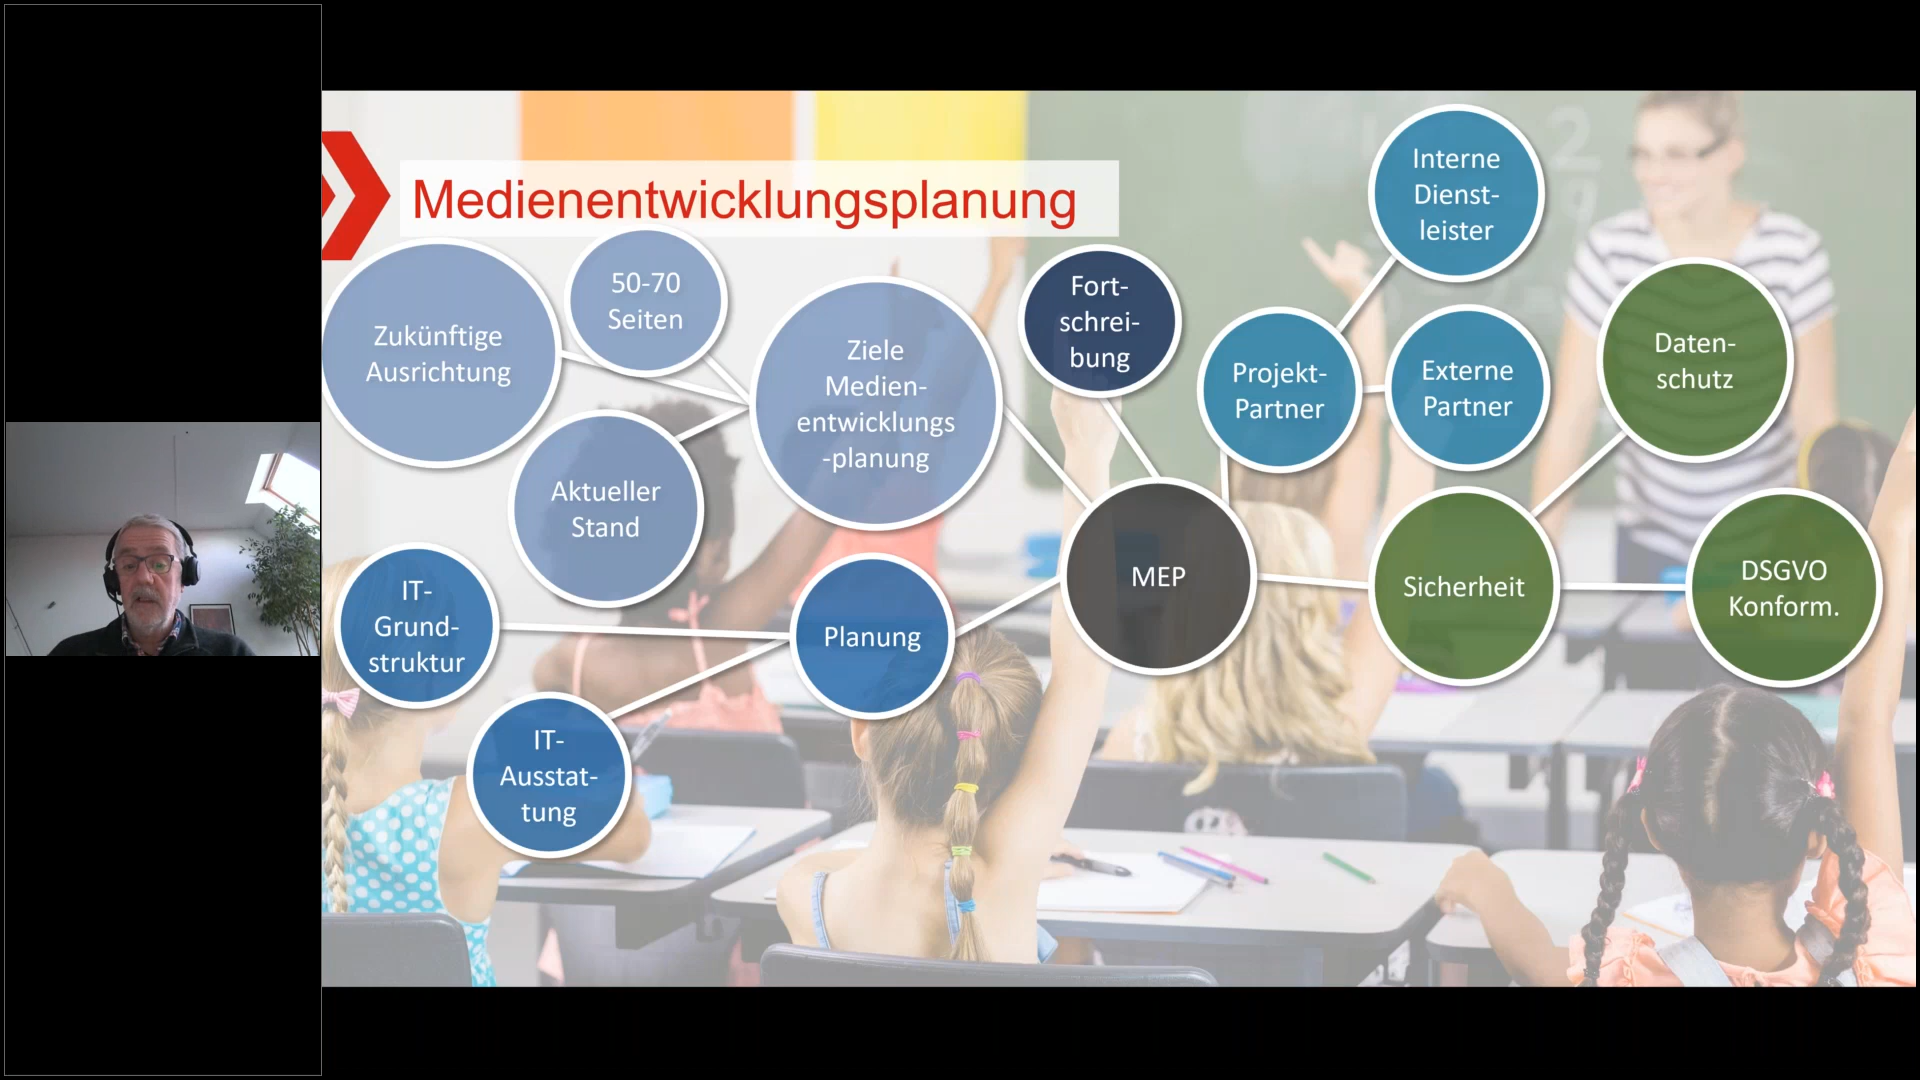 Medienentwicklungsplanung
Zukünftige
Ausrichtung
50-70
Seiten
Aktueller
Stand
Ziele
Medien-
entwicklungs
-planung
IT-
Grund-
struktur
IT-
Ausstat-
tung
Planung
Fort-
schrei-
bung
MEP
Projekt-
Partner
Interne
Dienst-
leister
Externe
Partner
Sicherheit
Daten-
schutz
DSGVO
Konform.